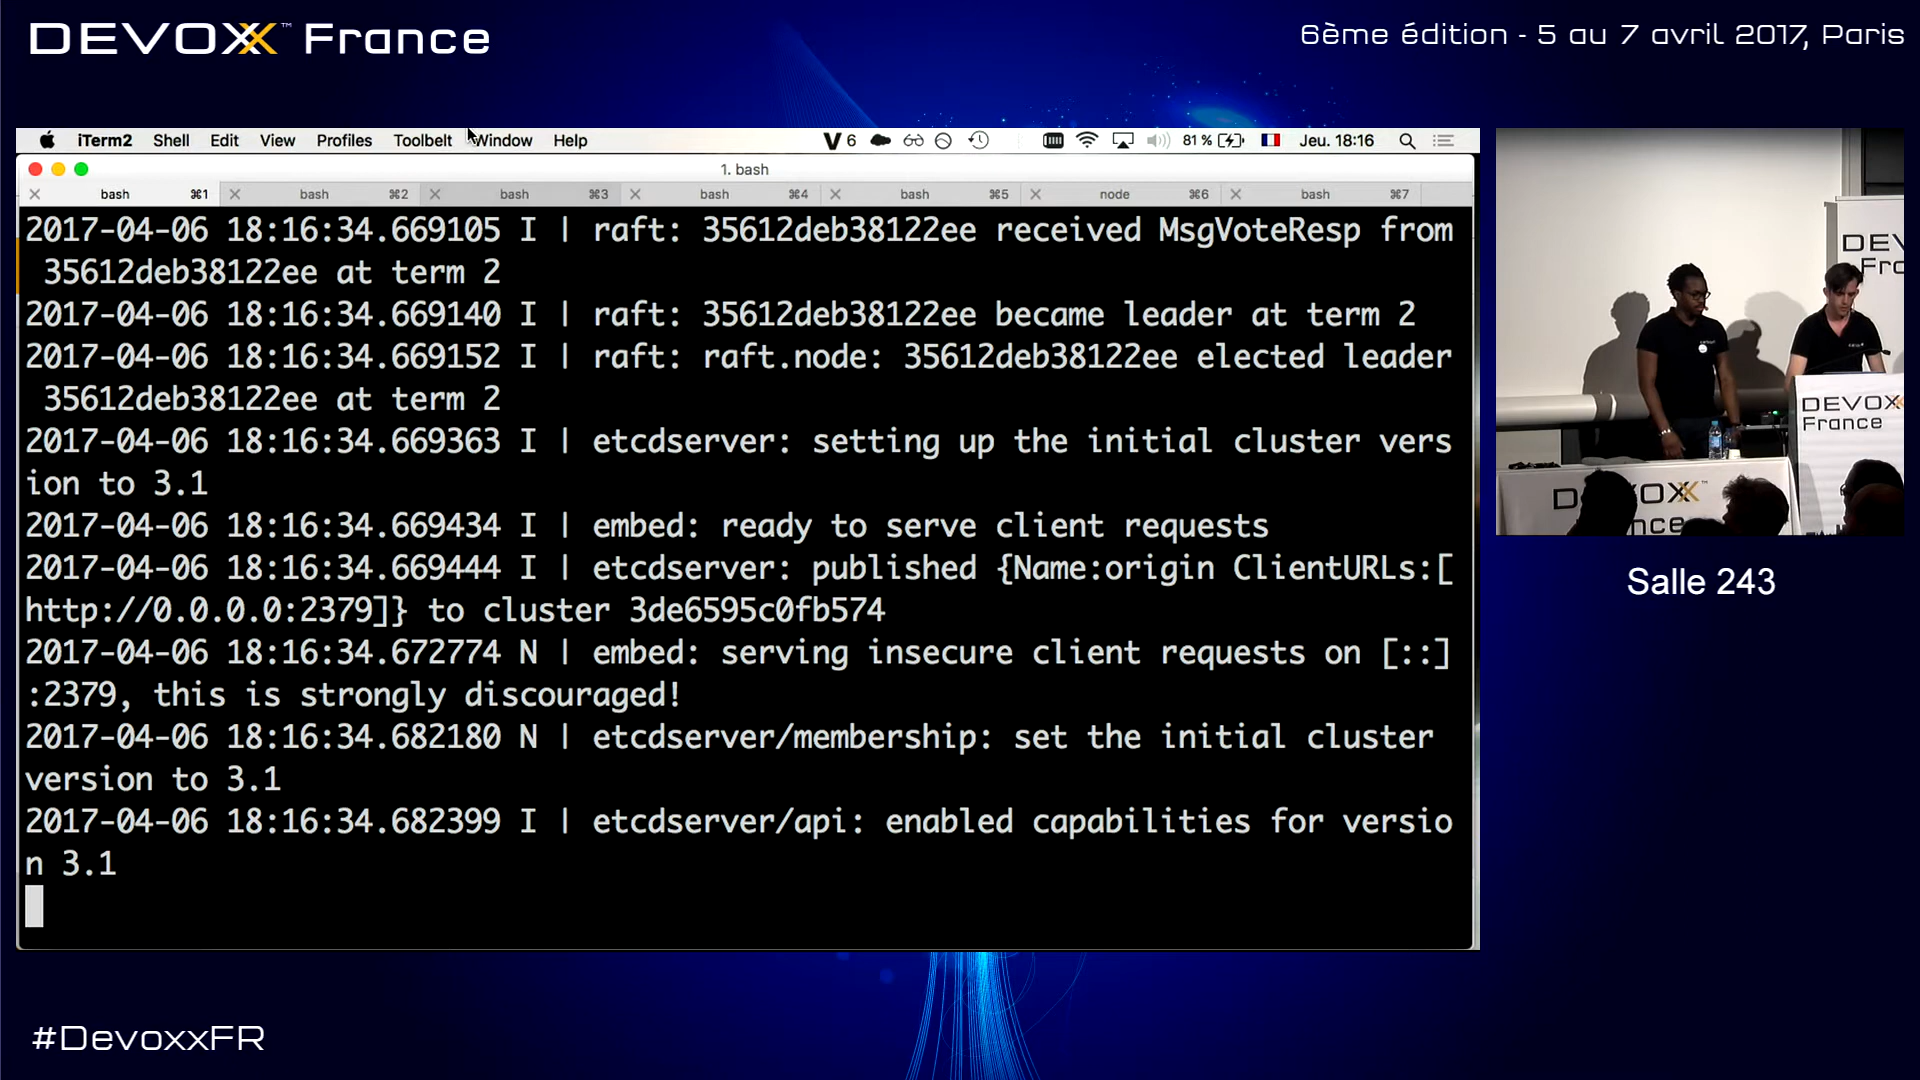 DEVOXX™ France
6ème édition - 5 au 7 avril 2017, Paris
iTerm2 Shell Edit View Profiles Toolbelt Window Help
V 6
81 % Jeu. 18:16
1. bash
bash ⌘1 bash ⌘2 bash ⌘3 bash ⌘4 bash ⌘5 node ⌘6 bash ⌘7
2017-04-06 18:16:34.669105 I | raft: 35612deb38122ee received MsgVoteResp from
35612deb38122ee at term 2
2017-04-06 18:16:34.669140 I | raft: 35612deb38122ee became leader at term 2
2017-04-06 18:16:34.669152 I | raft: raft.node: 35612deb38122ee elected leader
35612deb38122ee at term 2
2017-04-06 18:16:34.669363 I | etcdserver: setting up the initial cluster vers
ion to 3.1
2017-04-06 18:16:34.669434 I | embed: ready to serve client requests
2017-04-06 18:16:34.669444 I | etcdserver: published {Name:origin ClientURLs:[
http://0.0.0.0:2379]} to cluster 3de6595c0fb574
2017-04-06 18:16:34.672774 N | embed: serving insecure client requests on [::]
:2379, this is strongly discouraged!
2017-04-06 18:16:34.682180 N | etcdserver/membership: set the initial cluster
version to 3.1
2017-04-06 18:16:34.682399 I | etcdserver/api: enabled capabilities for versio
n 3.1
DEV
Fra
DEVOXX
France
Salle 243
#DevoxxFR